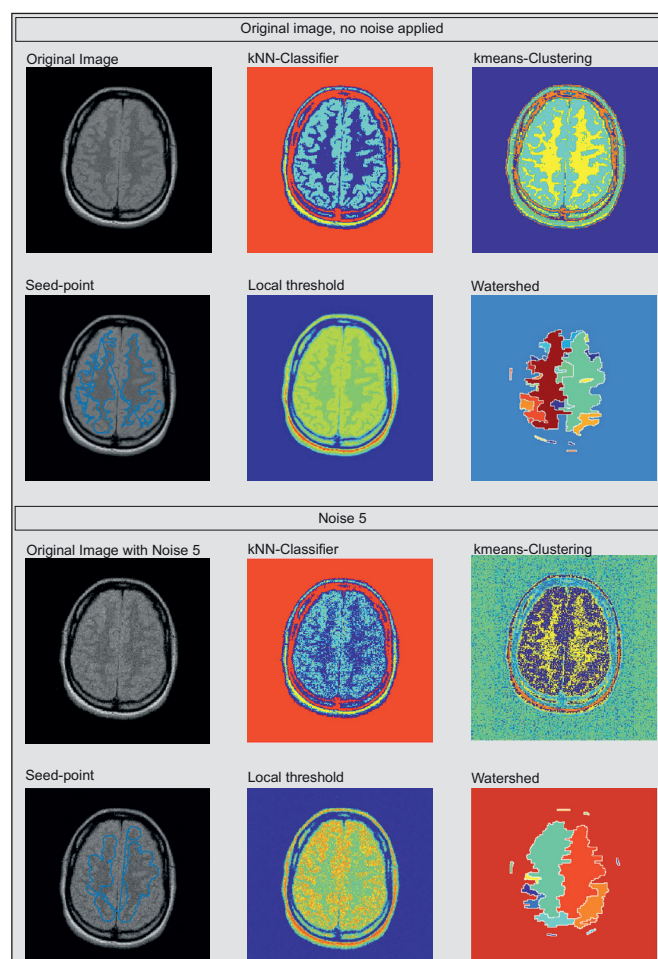 Original image, no noise applied
Original Image
kNN-Classifier
kmeans-Clustering
Seed-point
Local threshold
Watershed
Noise 5
Original Image with Noise 5
kNN-Classifier
kmeans-Clustering
Seed-point
Local threshold
Watershed